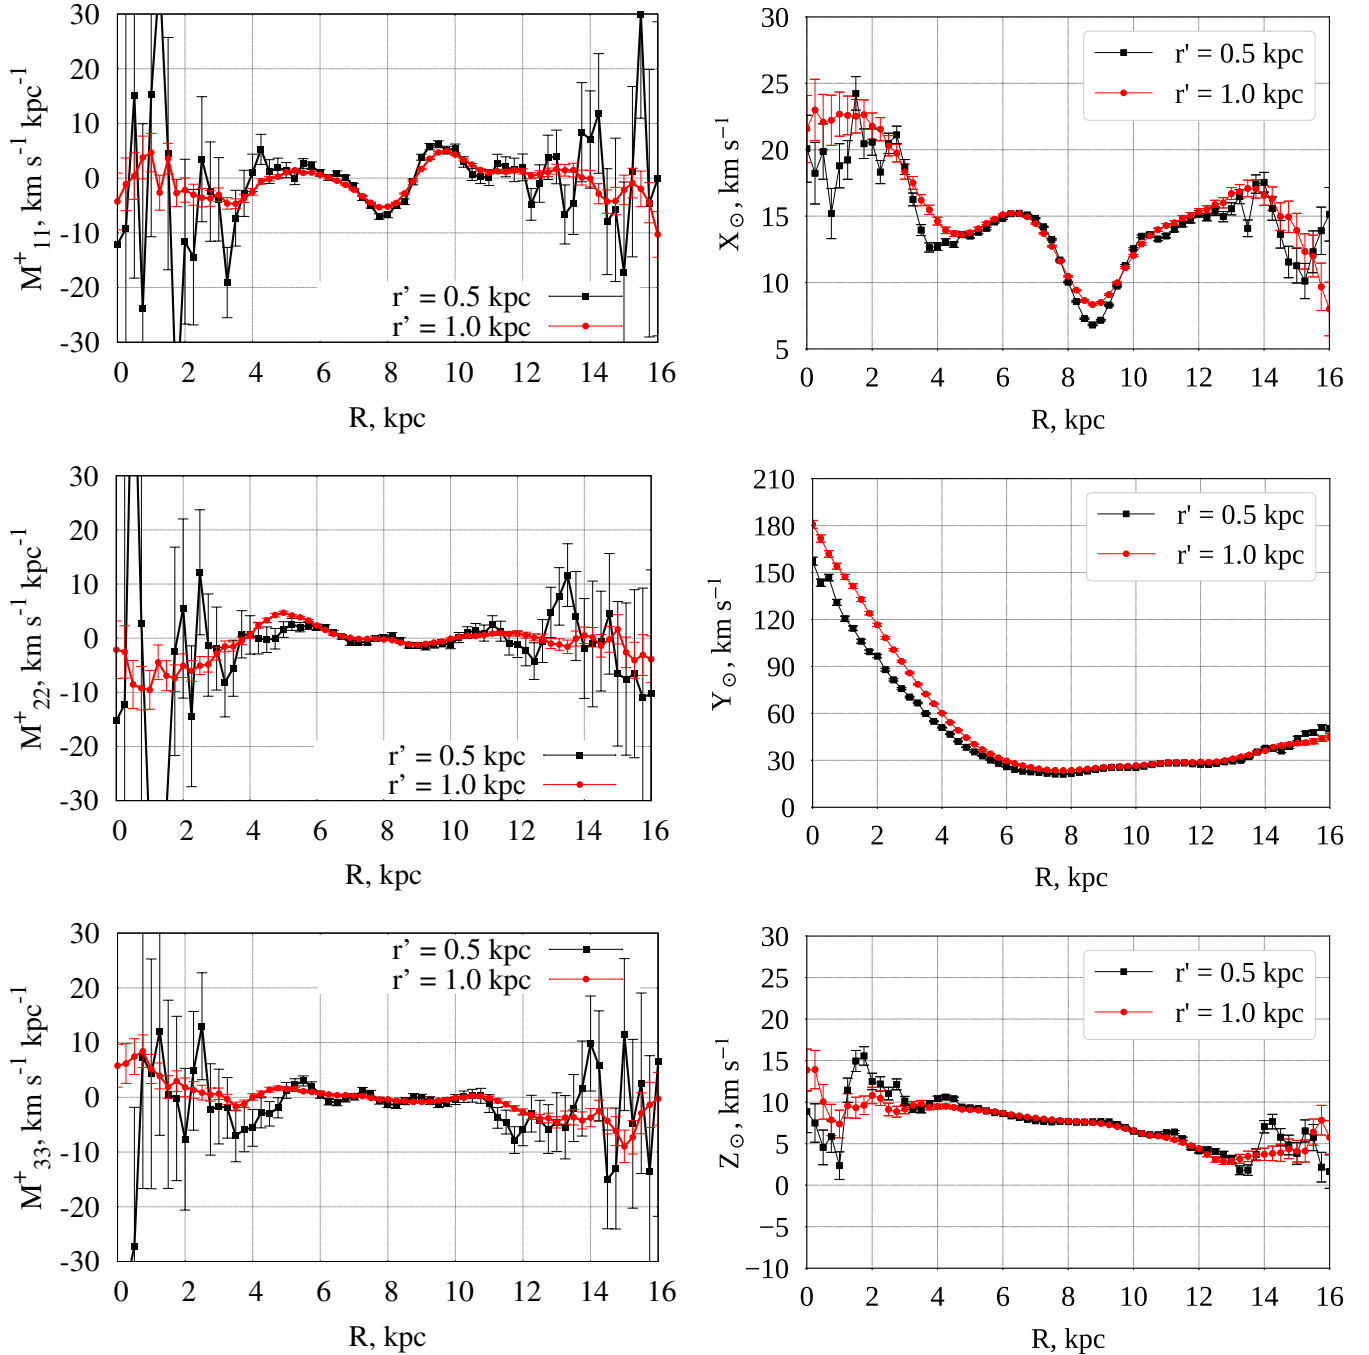 M⁺₁₁, km s⁻¹ kpc⁻¹
30
20
10
0
-10
-20
-30
r' = 0.5 kpc
r' = 1.0 kpc
0 2 4 6 8 10 12 14 16
R, kpc
X⊙, km s⁻¹
30
25
20
15
10
5
r' = 0.5 kpc
r' = 1.0 kpc
0 2 4 6 8 10 12 14 16
R, kpc
M⁺₂₂, km s⁻¹ kpc⁻¹
30
20
10
0
-10
-20
-30
r' = 0.5 kpc
r' = 1.0 kpc
0 2 4 6 8 10 12 14 16
R, kpc
Y⊙, km s⁻¹
210
180
150
120
90
60
30
0
r' = 0.5 kpc
r' = 1.0 kpc
0 2 4 6 8 10 12 14 16
R, kpc
M⁺₃₃, km s⁻¹ kpc⁻¹
30
20
10
0
-10
-20
-30
r' = 0.5 kpc
r' = 1.0 kpc
0 2 4 6 8 10 12 14 16
R, kpc
Z⊙, km s⁻¹
30
25
20
15
10
5
0
−5
−10
r' = 0.5 kpc
r' = 1.0 kpc
0 2 4 6 8 10 12 14 16
R, kpc